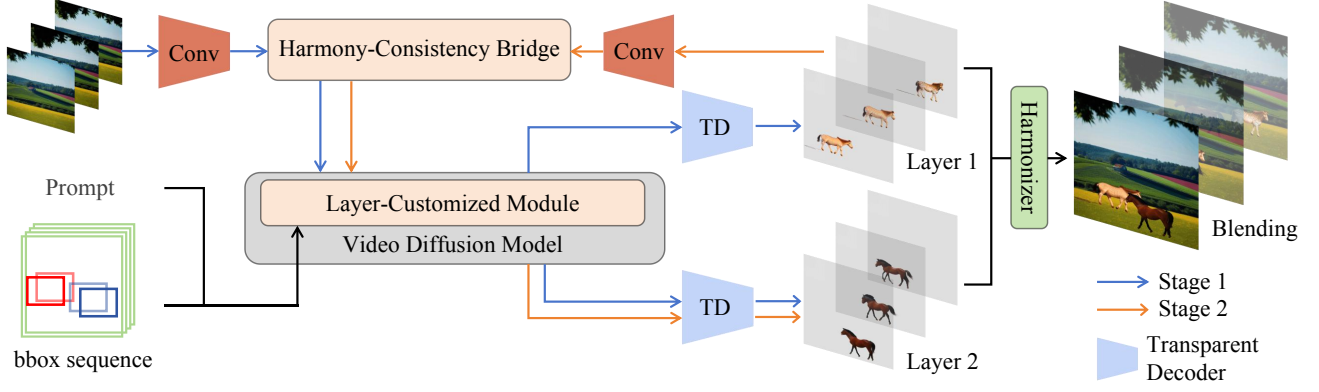 Conv
Harmony-Consistency Bridge
Conv
TD
Layer 1
Harmonizer
Prompt
Layer-Customized Module
Video Diffusion Model
Blending
Stage 1
TD
Stage 2
bbox sequence
Layer 2
Transparent
Decoder